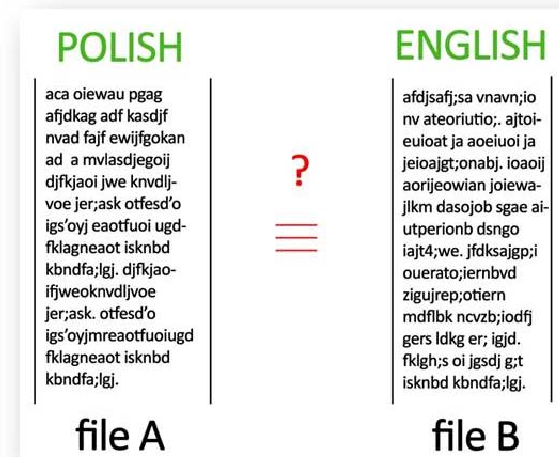 POLISH
aca oiewau pgag
afjdkag adf kasdjf
nvad fajf ewijfgokan
ad a mvlasdjegoij
djfkjaoi jwe knvdlj-
voe jer;ask otfesd'o
igs'oyj eaotfuoi ugd-
fklagneaot isknbd
kbndfa;lgj. djfkjao-
ifjweoknvdljvoe
jer;ask. otfesd'o
igs'oyjmreaotfuoiugd
fklagneaot isknbd
kbndfa;lgj.
file A
?
ENGLISH
afdjsafj;sa vnavn;io
nv ateoriutio;. ajtoi-
euioat ja aoeiuoi ja
jeioajgt;onabj. ioaoij
aorijeowian joiewa-
jlkm dasojob sgae ai-
utperionb dsngo
iajt4;we. jfdksajgp;i
ouerato;iernbvd
zigujrep;otiern
mdflbk ncvzb;iodfj
gers ldkg er; igjd.
fklgh;s oi jgsdj g;t
isknbd kbndfa;lgj.
file B